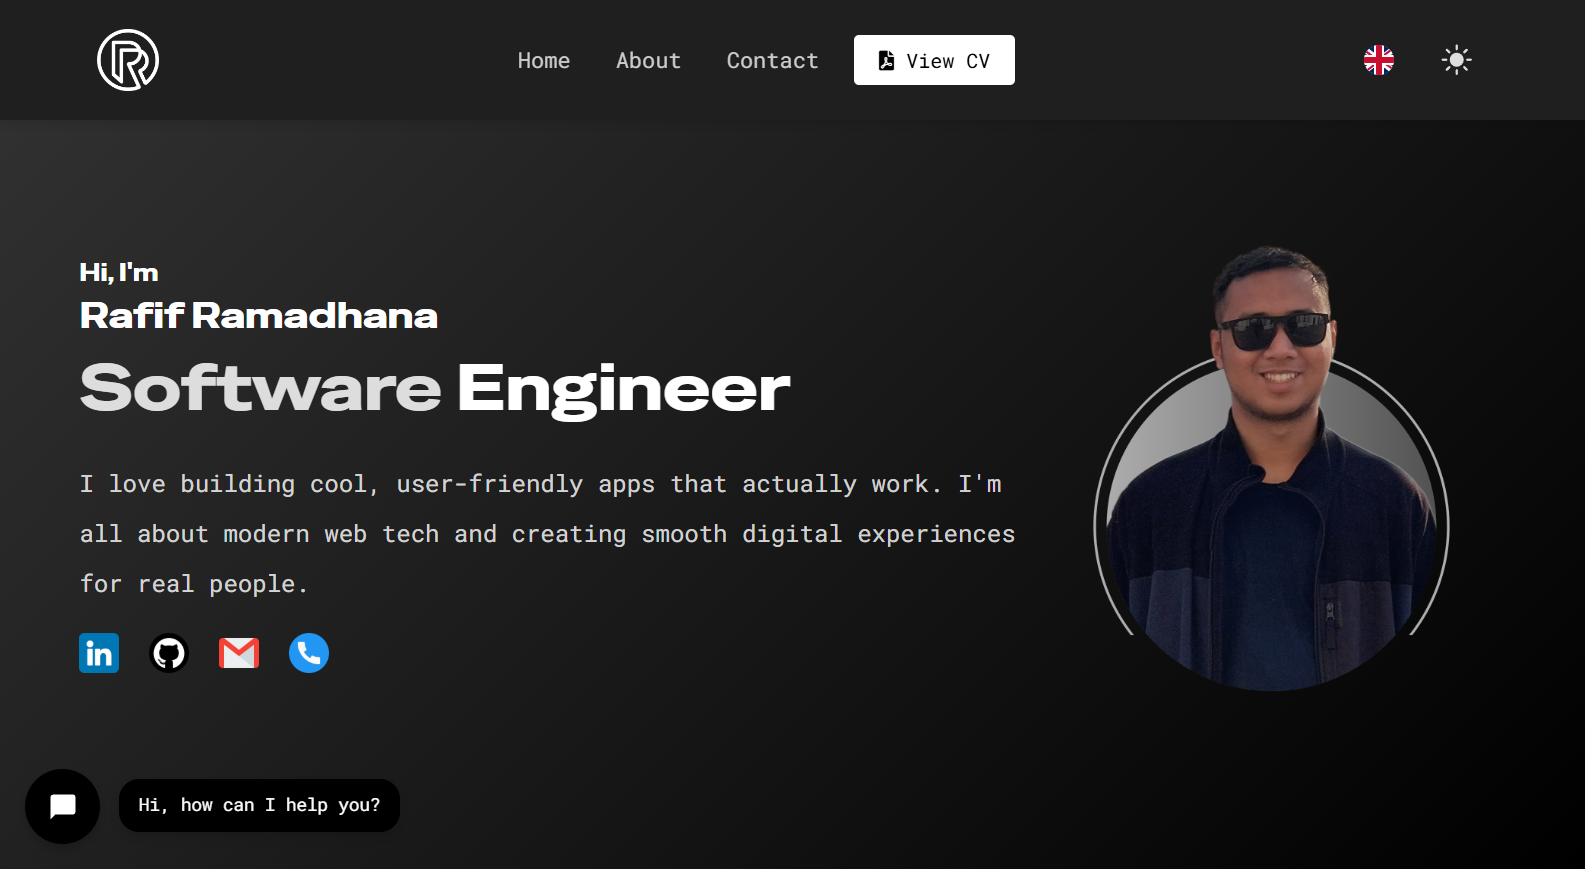 Home
About
Contact
View CV
Hi, I'm
Rafif Ramadhana
Software Engineer
I love building cool, user-friendly apps that actually work. I'm
all about modern web tech and creating smooth digital experiences
for real people.
in
Hi, how can I help you?